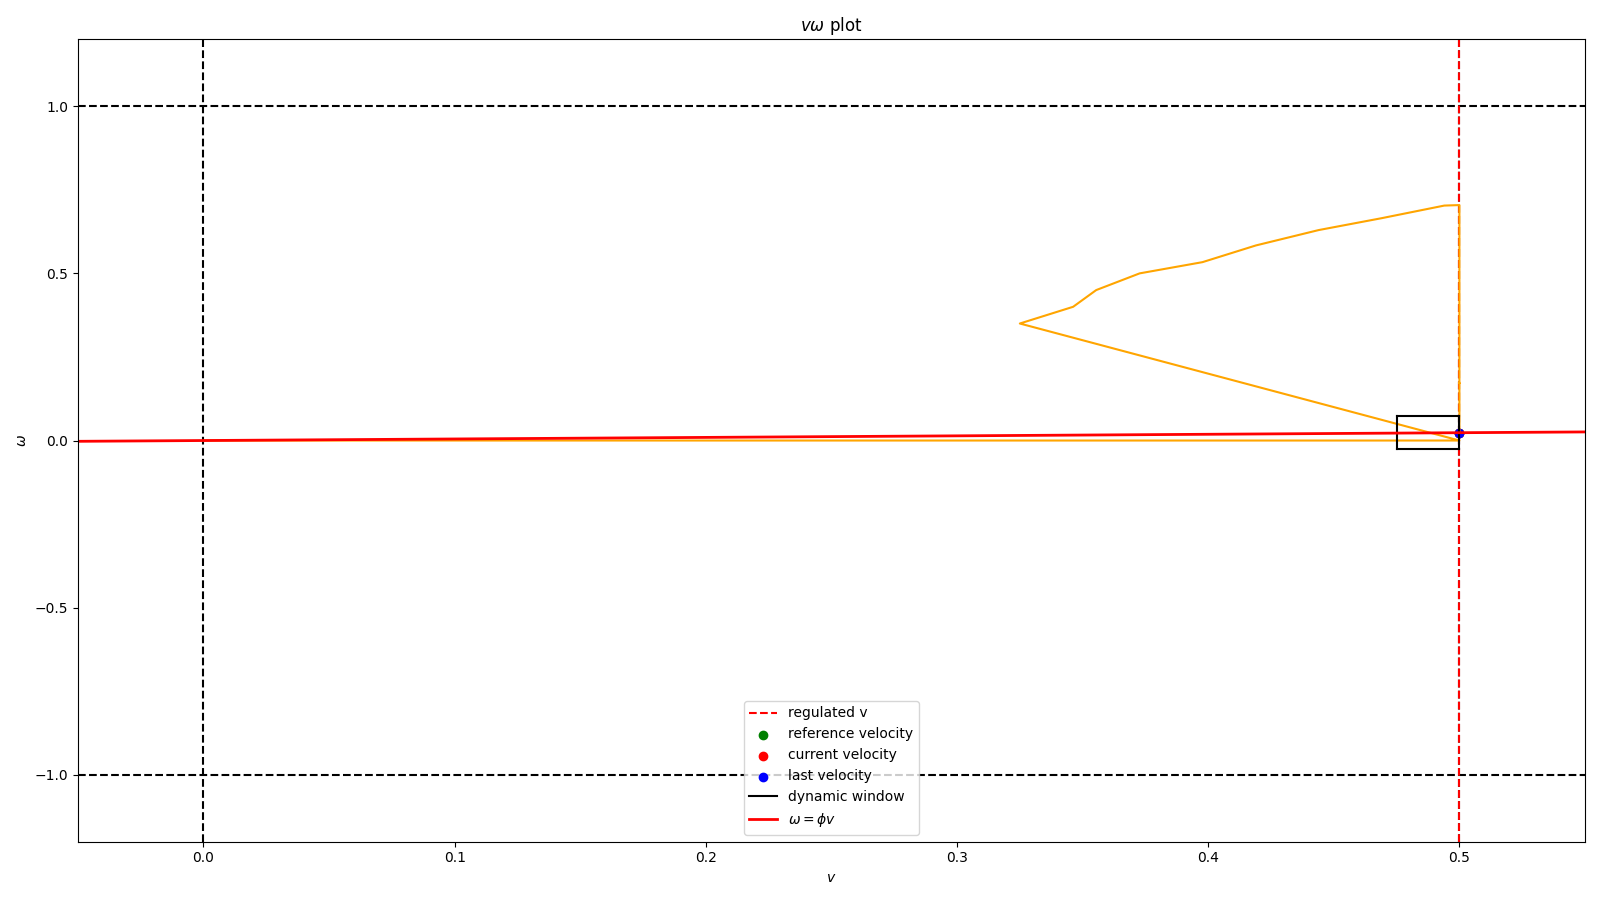 vω plot
1.0
0.5
0.0
−0.5
−1.0
ω
0.0 0.1 0.2 0.3 0.4 0.5
v
regulated v
reference velocity
current velocity
last velocity
dynamic window
ω = ϕv